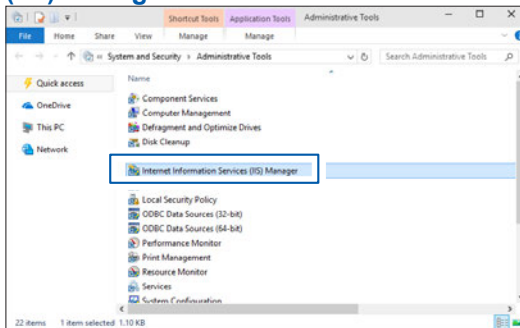 Shortcut Tools Application Tools Administrative Tools
File Home Share View Manage Manage
« System and Security › Administrative Tools
Search Administrative Tools
Name
Quick access
OneDrive
This PC
Network
Component Services
Computer Management
Defragment and Optimize Drives
Disk Cleanup
Internet Information Services (IIS) Manager
Local Security Policy
ODBC Data Sources (32-bit)
ODBC Data Sources (64-bit)
Performance Monitor
Print Management
Resource Monitor
Services
System Configuration
22 items 1 item selected 1.10 KB